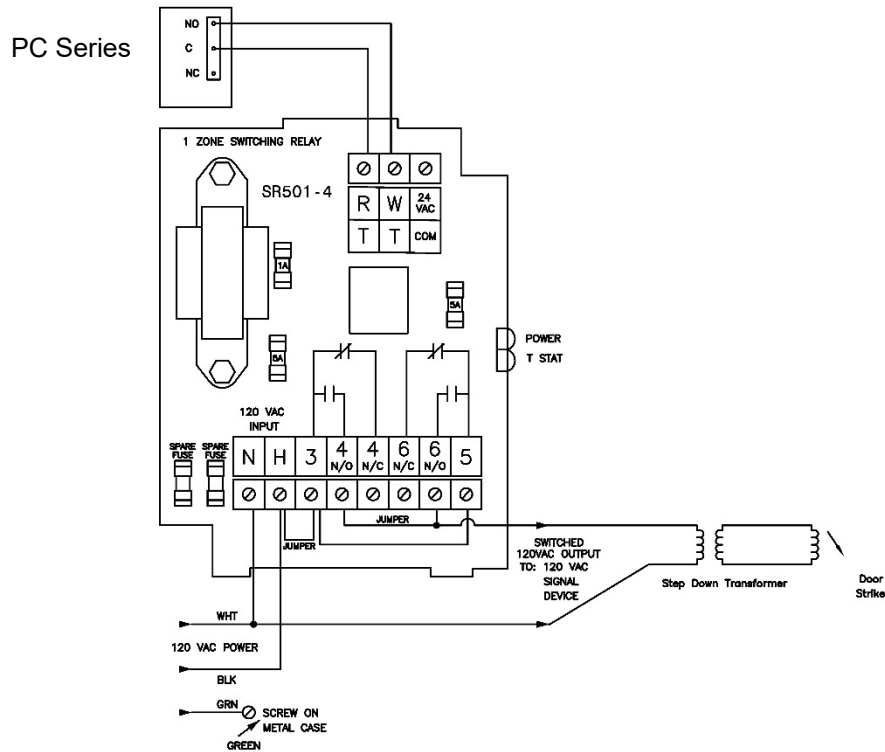 PC Series
NO
C
NC
1 ZONE SWITCHING RELAY
SR501-4
R W 24 VAC
T T COM
1A
5A
5A
POWER
T STAT
120 VAC
INPUT
SPARE FUSE
SPARE FUSE
N H 3 4 N/O 4 N/C 6 N/C 6 N/O 5
JUMPER
JUMPER
SWITCHED
120VAC OUTPUT
TO: 120 VAC
SIGNAL
DEVICE
Step Down Transformer
Door
Strike
WHT
120 VAC POWER
BLK
GRN
SCREW ON
METAL CASE
GREEN